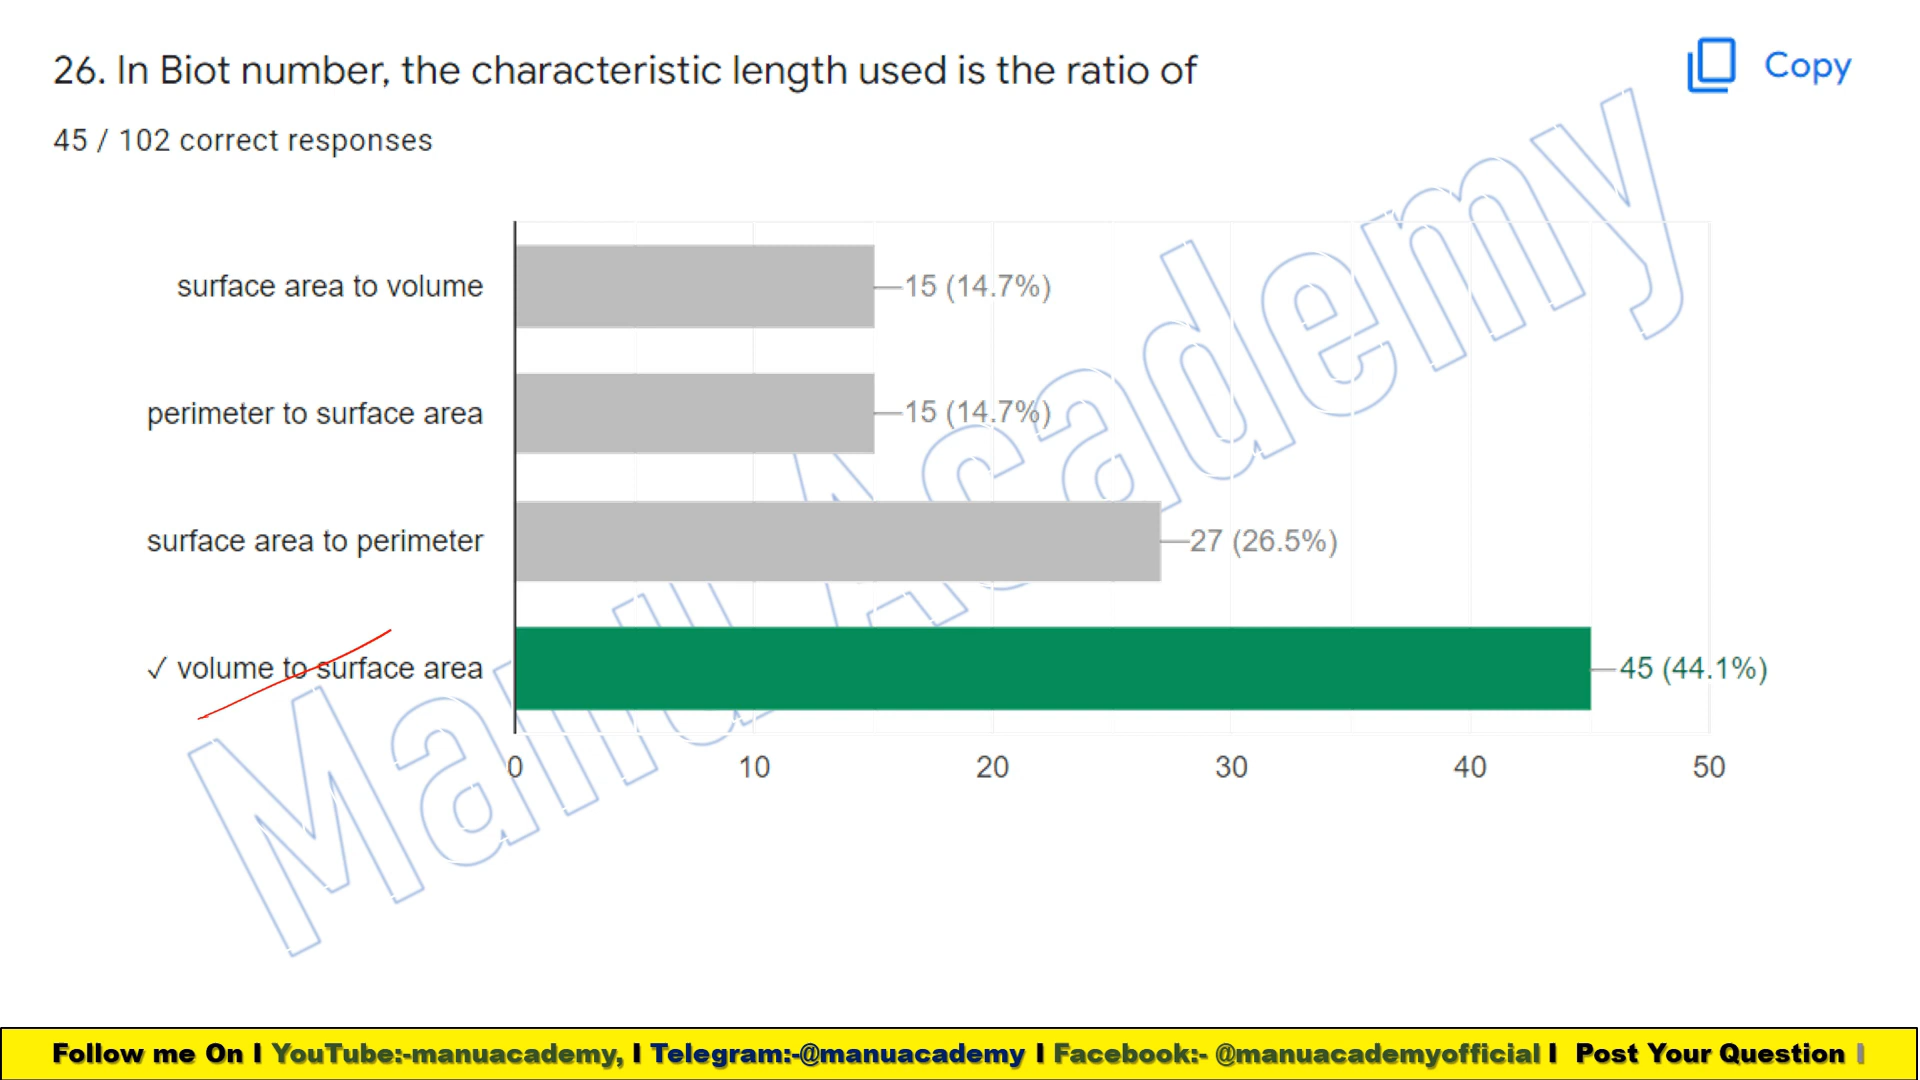 26. In Biot number, the characteristic length used is the ratio of
Copy
45 / 102 correct responses
surface area to volume
15 (14.7%)
perimeter to surface area
15 (14.7%)
surface area to perimeter
27 (26.5%)
✓ volume to surface area
45 (44.1%)
0 10 20 30 40 50
Manu Academy
Follow me On I YouTube:-manuacademy, I Telegram:-@manuacademy I Facebook:- @manuacademyofficial I Post Your Question I